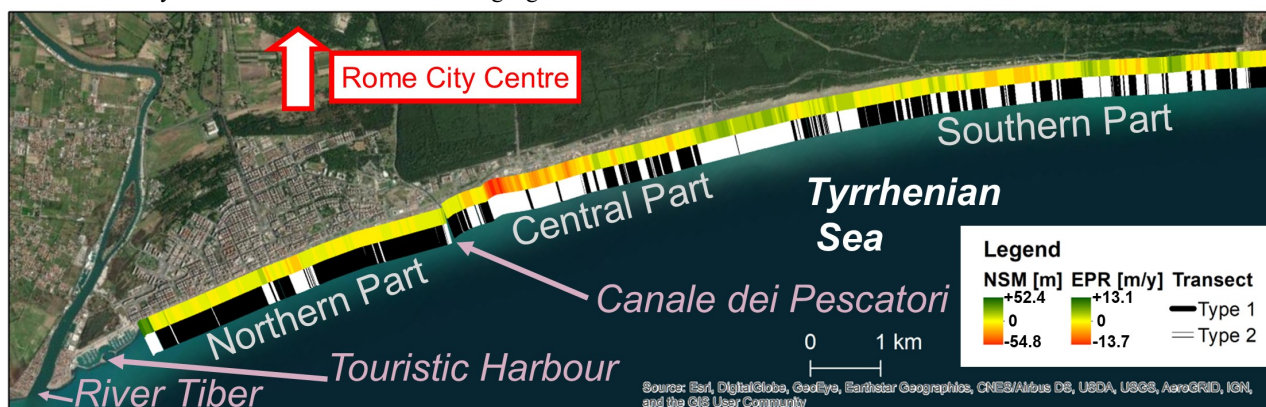 Rome City Centre
Southern Part
Central Part
Northern Part
Tyrrhenian
Sea
Canale dei Pescatori
Touristic Harbour
River Tiber
0 1 km
Legend
NSM [m] EPR [m/y] Transect
+52.4 +13.1 Type 1
0 0
-54.8 -13.7 Type 2
Source: Esri, DigitalGlobe, GeoEye, Earthstar Geographics, CNES/Airbus DS, USDA, USGS, AeroGRID, IGN,
and the GIS User Community